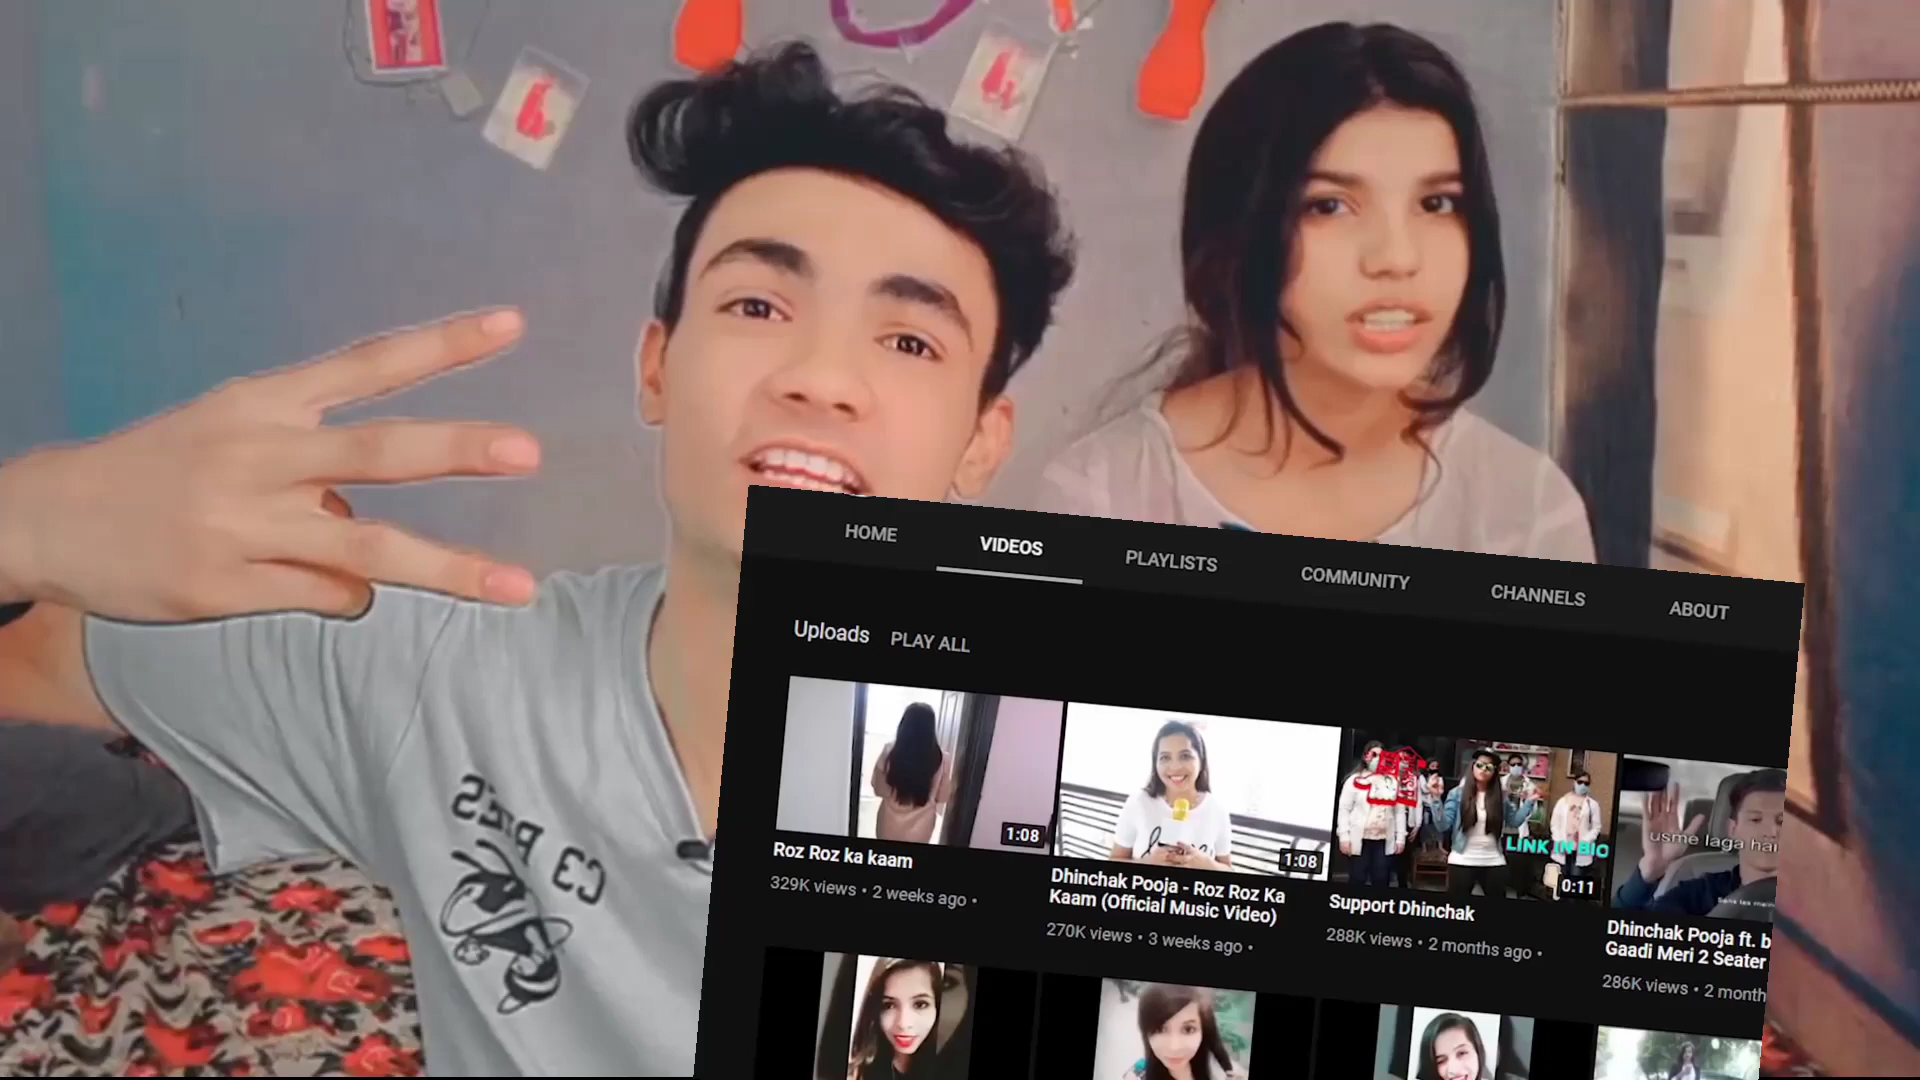 HOME VIDEOS PLAYLISTS COMMUNITY CHANNELS ABOUT
Uploads PLAY ALL
1:08
Roz Roz ka kaam
329K views • 2 weeks ago •
1:08
Dhinchak Pooja - Roz Roz Ka
Kaam (Official Music Video)
270K views • 3 weeks ago •
LINK IN BIO
0:11
Support Dhinchak
288K views • 2 months ago •
usme laga hai
Dhinchak Pooja ft. b
Gaadi Meri 2 Seater
286K views • 2 month